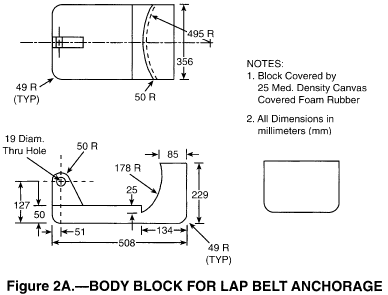 495 R
356
49 R
(TYP)
50 R
NOTES:
1. Block Covered by
25 Med. Density Canvas
Covered Foam Rubber
2. All Dimensions in
millimeters (mm)
19 Diam.
Thru Hole
50 R
85
178 R
25
229
127
50
51
134
508
49 R
(TYP)
Figure 2A.—BODY BLOCK FOR LAP BELT ANCHORAGE